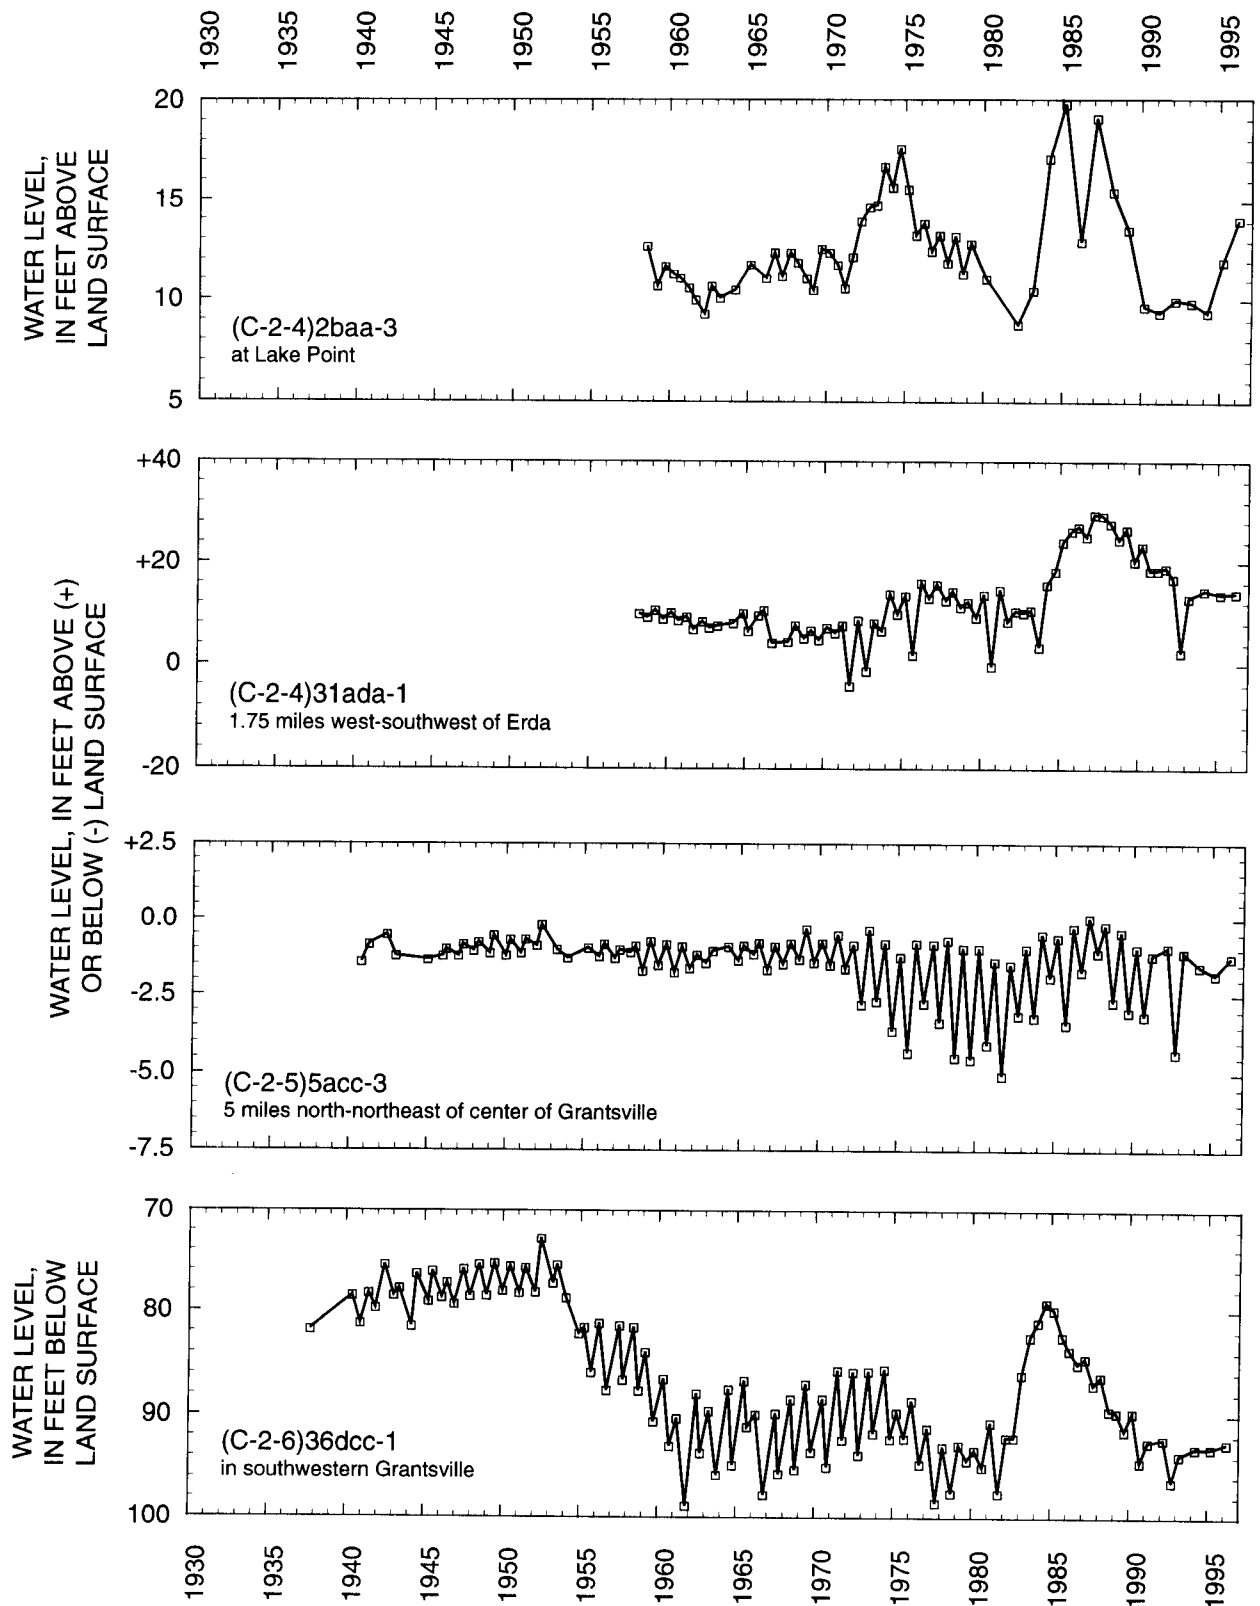 1930 1935 1940 1945 1950 1955 1960 1965 1970 1975 1980 1985 1990 1995
WATER LEVEL,
IN FEET ABOVE
LAND SURFACE
20
15
10
5
(C-2-4)2baa-3
at Lake Point
WATER LEVEL, IN FEET ABOVE (+)
OR BELOW (-) LAND SURFACE
+40
+20
0
-20
(C-2-4)31ada-1
1.75 miles west-southwest of Erda
+2.5
0.0
-2.5
-5.0
-7.5
(C-2-5)5acc-3
5 miles north-northeast of center of Grantsville
WATER LEVEL,
IN FEET BELOW
LAND SURFACE
70
80
90
100
(C-2-6)36dcc-1
in southwestern Grantsville
1930 1935 1940 1945 1950 1955 1960 1965 1970 1975 1980 1985 1990 1995